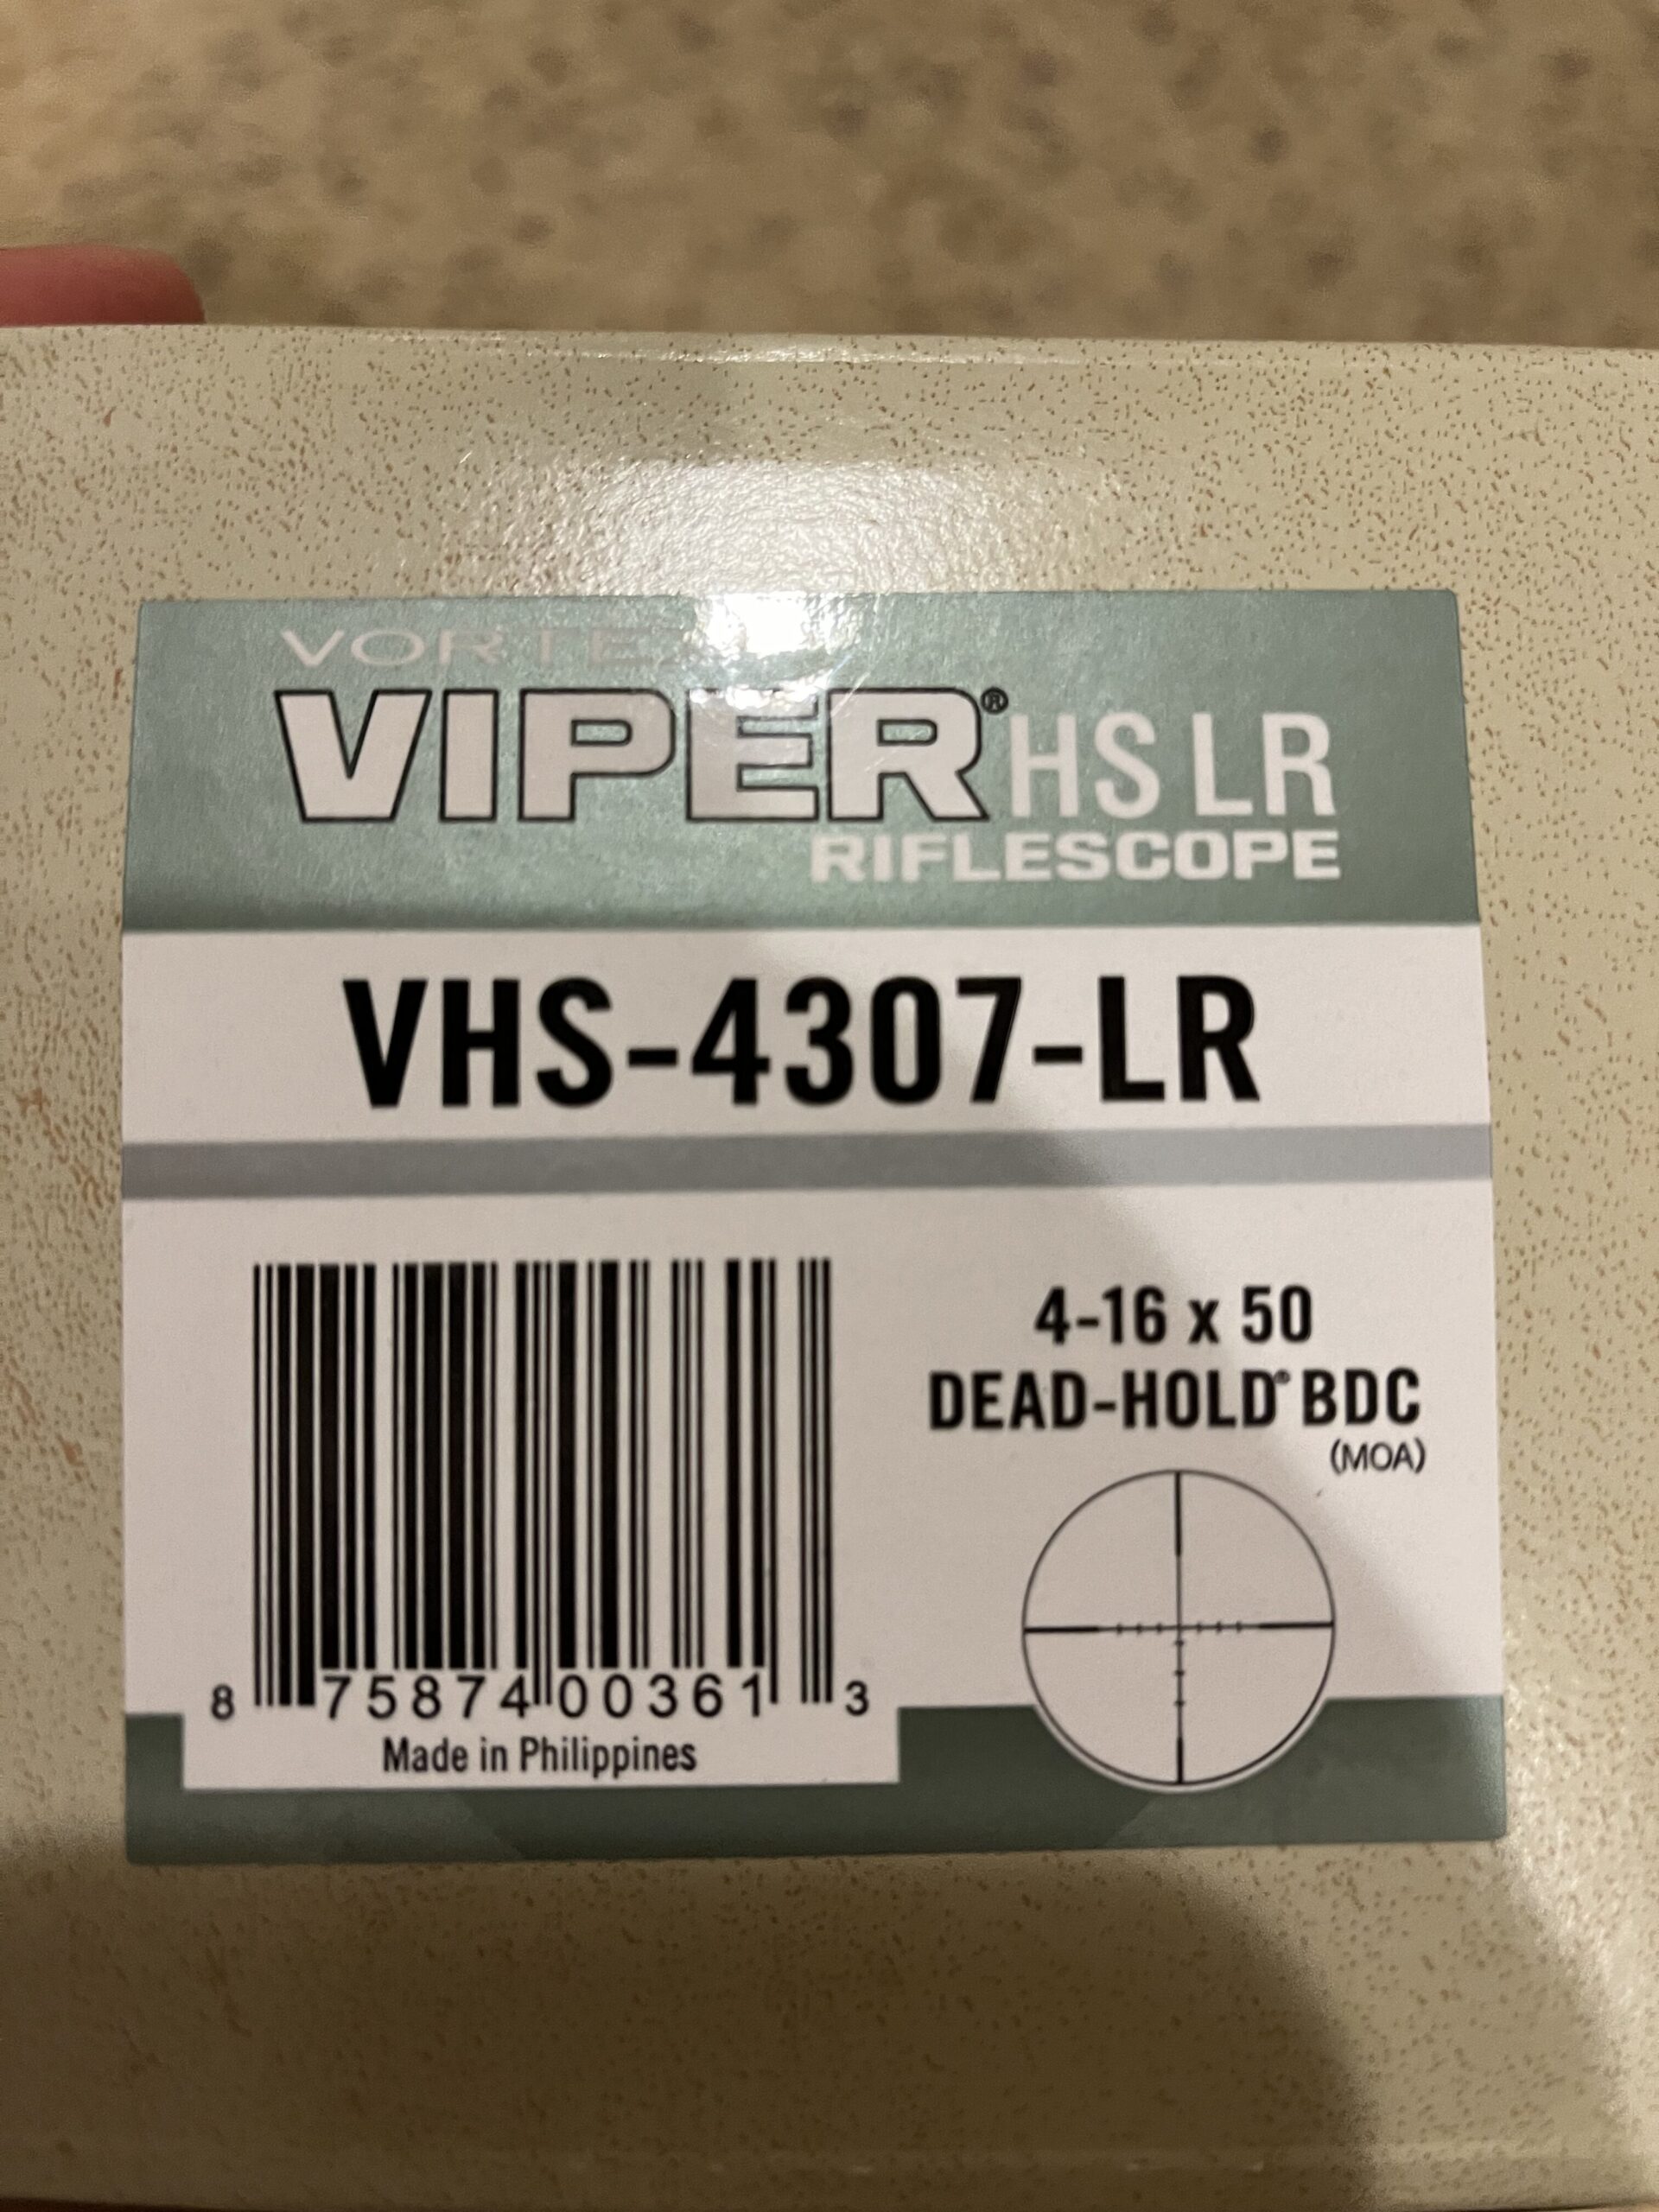 VORTEX
VIPER® HS LR
RIFLESCOPE
VHS-4307-LR
4-16 x 50
DEAD-HOLD® BDC
(MOA)
8 75874 00361 3
Made in Philippines